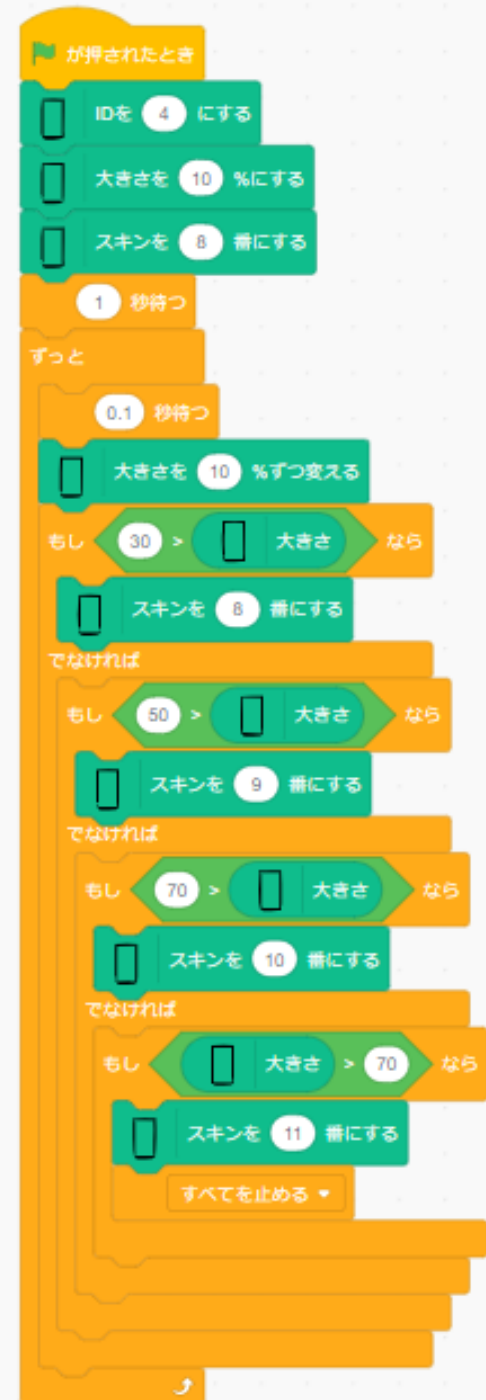 が押されたとき
IDを 4 にする
大きさを 10 %にする
スキンを 8 番にする
1 秒待つ
ずっと
0.1 秒待つ
大きさを 10 %ずつ変える
もし 30 > 大きさ なら
スキンを 8 番にする
でなければ
もし 50 > 大きさ なら
スキンを 9 番にする
でなければ
もし 70 > 大きさ なら
スキンを 10 番にする
でなければ
もし 大きさ > 70 なら
スキンを 11 番にする
すべてを止める